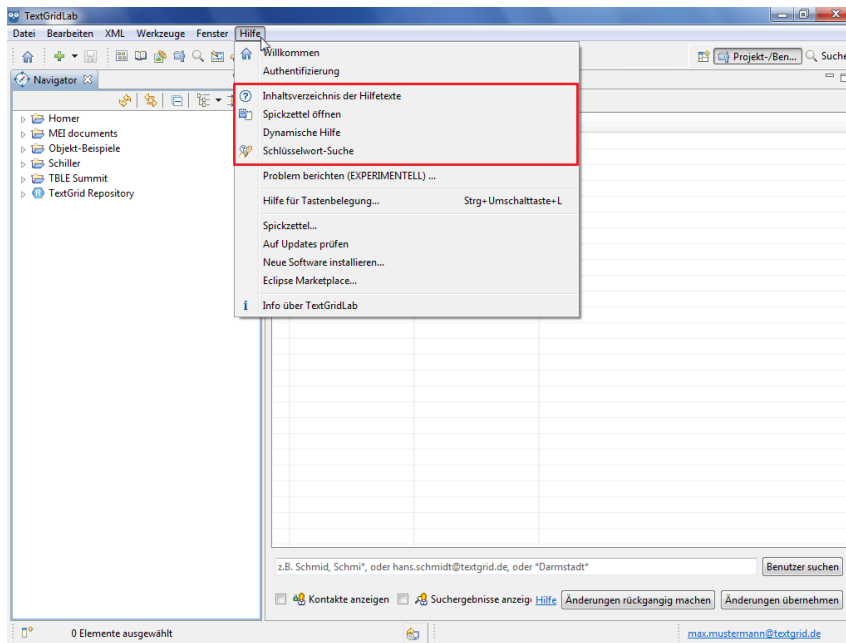 TextGridLab
Datei Bearbeiten XML Werkzeuge Fenster Hilfe
Projekt-/Ben... Suche
Navigator
Homer
MEI documents
Objekt-Beispiele
Schiller
TBLE Summit
TextGrid Repository
Willkommen
Authentifizierung
Inhaltsverzeichnis der Hilfetexte
Spickzettel öffnen
Dynamische Hilfe
Schlüsselwort-Suche
Problem berichten (EXPERIMENTELL) ...
Hilfe für Tastenbelegung... Strg+Umschalttaste+L
Spickzettel...
Auf Updates prüfen
Neue Software installieren...
Eclipse Marketplace...
Info über TextGridLab
z.B. Schmid, Schmi*, oder hans.schmidt@textgrid.de, oder *Darmstadt* Benutzer suchen
Kontakte anzeigen Suchergebnisse anzeig Hilfe Änderungen rückgangig machen Änderungen übernehmen
0 Elemente ausgewählt max.mustermann@textgrid.de